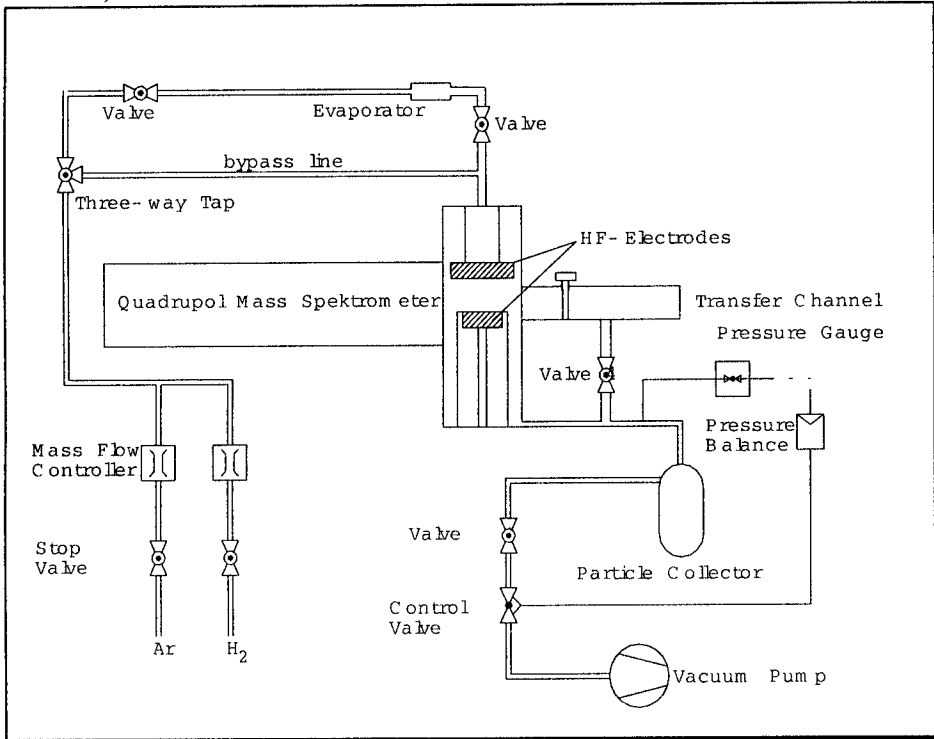 Valve
Evaporator
Valve
bypass line
Three-way Tap
HF-Electrodes
Quadrupol Mass Spektrometer
Transfer Channel
Pressure Gauge
Valve
Pressure
Balance
Mass Flow
Controller
Valve
Stop
Valve
Particle Collector
Control
Valve
Ar
H2
Vacuum Pump